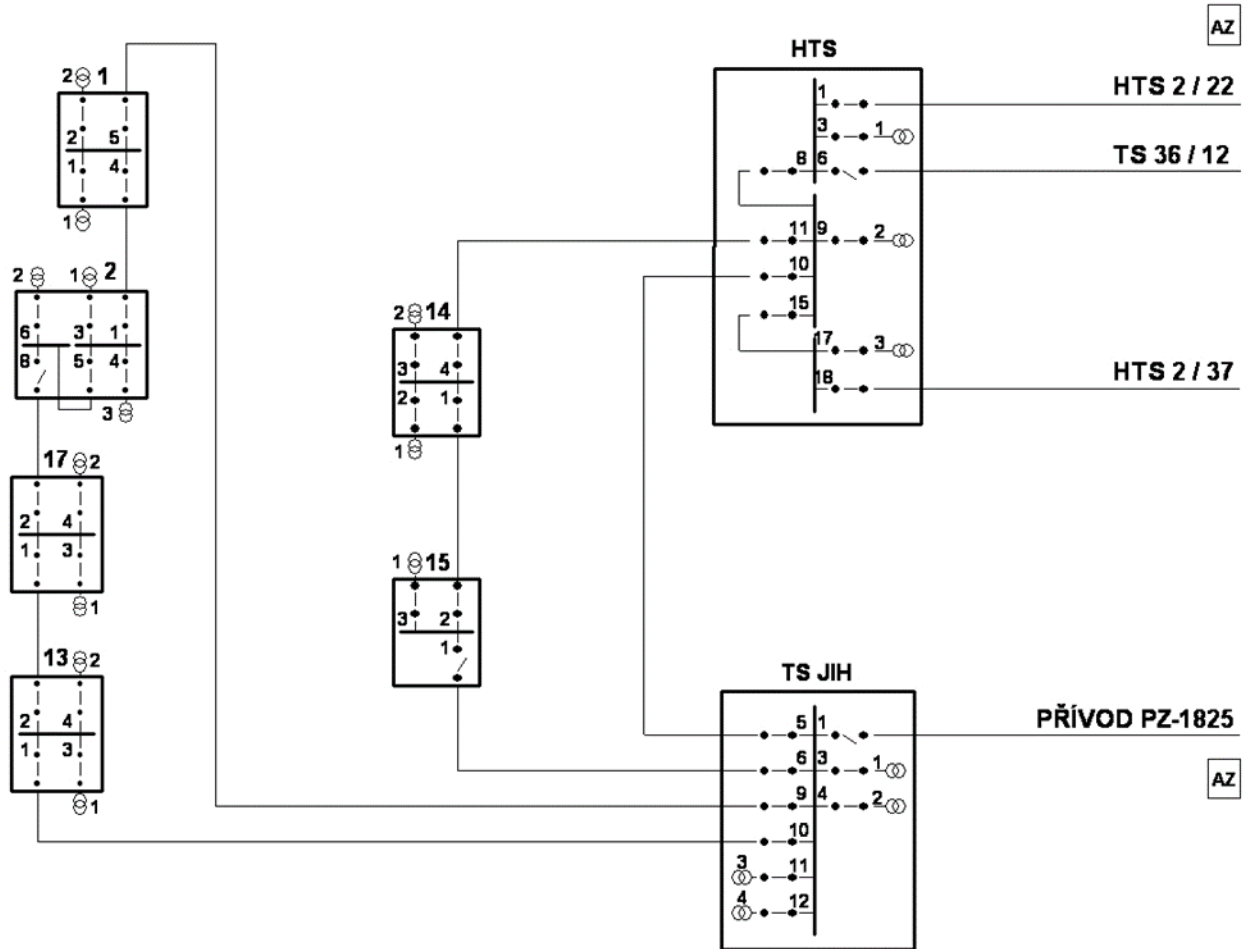 AZ
HTS
HTS 2 / 22
TS 36 / 12
HTS 2 / 37
1
3 1
8 6
11 9 2
10
15
17 3
18
2 1
2 5
1 4
1
2 1 2
6 3 1
8 5 4
3
17 2
2 4
1 3
1
13 2
2 4
1 3
1
2 14
3 4
2 1
1
1 15
3 2
1
TS JIH
PŘÍVOD PZ-1825
AZ
5 1
6 3 1
9 4 2
10
3 11
4 12